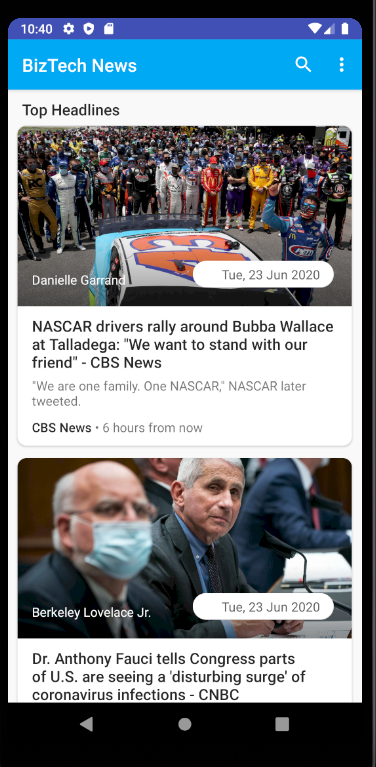 10:40
BizTech News
Top Headlines
43
Danielle Garrand
Tue, 23 Jun 2020
NASCAR drivers rally around Bubba Wallace
at Talladega: "We want to stand with our
friend" - CBS News
"We are one family. One NASCAR," NASCAR later
tweeted.
CBS News • 6 hours from now
Berkeley Lovelace Jr.
Tue, 23 Jun 2020
Dr. Anthony Fauci tells Congress parts
of U.S. are seeing a 'disturbing surge' of
coronavirus infections - CNBC